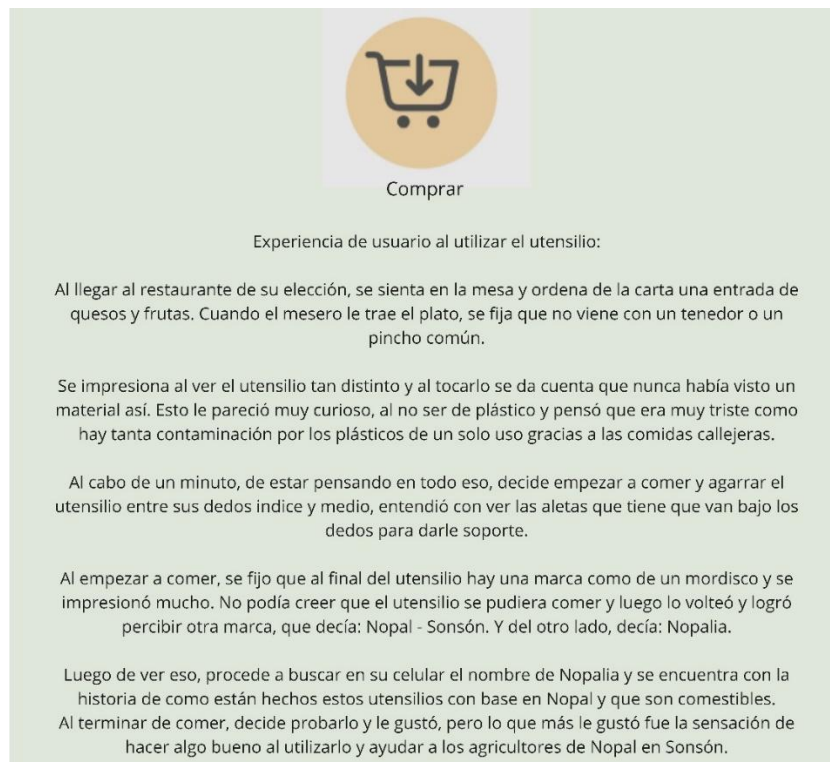 Comprar
Experiencia de usuario al utilizar el utensilio:
Al llegar al restaurante de su elección, se sienta en la mesa y ordena de la carta una entrada de
quesos y frutas. Cuando el mesero le trae el plato, se fija que no viene con un tenedor o un
pincho común.
Se impresiona al ver el utensilio tan distinto y al tocarlo se da cuenta que nunca había visto un
material así. Esto le pareció muy curioso, al no ser de plástico y pensó que era muy triste como
hay tanta contaminación por los plásticos de un solo uso gracias a las comidas callejeras.
Al cabo de un minuto, de estar pensando en todo eso, decide empezar a comer y agarrar el
utensilio entre sus dedos indice y medio, entendió con ver las aletas que tiene que van bajo los
dedos para darle soporte.
Al empezar a comer, se fijo que al final del utensilio hay una marca como de un mordisco y se
impresionó mucho. No podía creer que el utensilio se pudiera comer y luego lo volteó y logró
percibir otra marca, que decía: Nopal - Sonsón. Y del otro lado, decía: Nopalia.
Luego de ver eso, procede a buscar en su celular el nombre de Nopalia y se encuentra con la
historia de como están hechos estos utensilios con base en Nopal y que son comestibles.
Al terminar de comer, decide probarlo y le gustó, pero lo que más le gustó fue la sensación de
hacer algo bueno al utilizarlo y ayudar a los agricultores de Nopal en Sonsón.